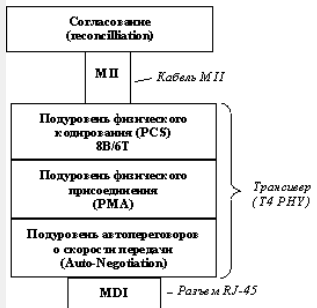 Согласование
(reconcilliation)
MII
Кабель MII
Подуровень физического
кодирования (PCS)
8B/6T
Подуровень физического
присоединения
(PMA)
Трансивер
(T4 PHY)
Подуровень автопереговоров
о скорости передачи
(Auto-Negotiation)
MDI
Разъем RJ-45